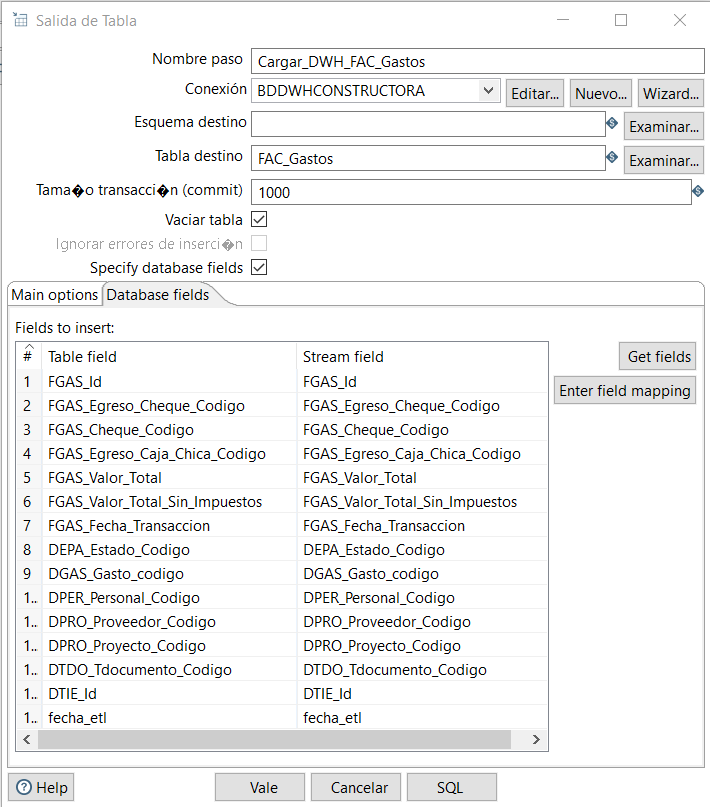 Salida de Tabla
Nombre paso Cargar_DWH_FAC_Gastos
Conexión BDDWHCONSTRUCTORA Editar... Nuevo... Wizard...
Esquema destino Examinar...
Tabla destino FAC_Gastos Examinar...
Tama�o transacci�n (commit) 1000
Vaciar tabla
Ignorar errores de inserci�n
Specify database fields
Main options Database fields
Fields to insert:
# Table field Stream field Get fields
1 FGAS_Id FGAS_Id
Enter field mapping
2 FGAS_Egreso_Cheque_Codigo FGAS_Egreso_Cheque_Codigo
3 FGAS_Cheque_Codigo FGAS_Cheque_Codigo
4 FGAS_Egreso_Caja_Chica_Codigo FGAS_Egreso_Caja_Chica_Codigo
5 FGAS_Valor_Total FGAS_Valor_Total
6 FGAS_Valor_Total_Sin_Impuestos FGAS_Valor_Total_Sin_Impuestos
7 FGAS_Fecha_Transaccion FGAS_Fecha_Transaccion
8 DEPA_Estado_Codigo DEPA_Estado_Codigo
9 DGAS_Gasto_codigo DGAS_Gasto_codigo
1.. DPER_Personal_Codigo DPER_Personal_Codigo
1.. DPRO_Proveedor_Codigo DPRO_Proveedor_Codigo
1.. DPRO_Proyecto_Codigo DPRO_Proyecto_Codigo
1.. DTDO_Tdocumento_Codigo DTDO_Tdocumento_Codigo
1.. DTIE_Id DTIE_Id
1.. fecha_etl fecha_etl
Help Vale Cancelar SQL